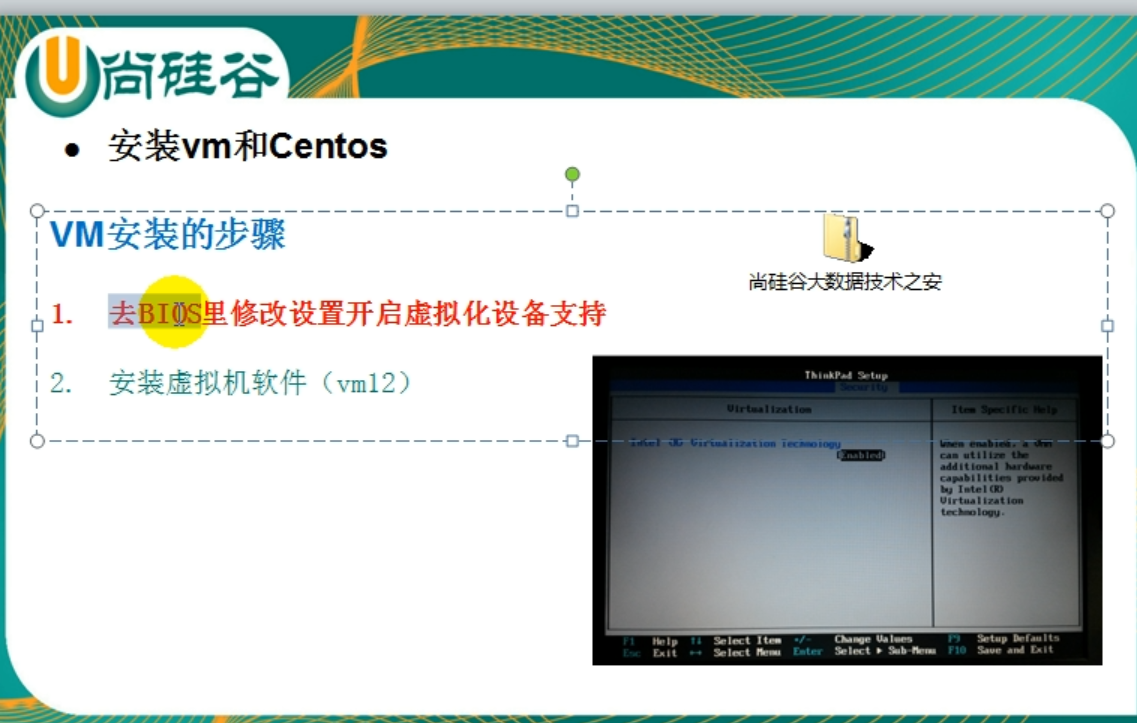 尚硅谷
安装vm和Centos
VM安装的步骤
尚硅谷大数据技术之安
1. 去BIOS里修改设置开启虚拟化设备支持
2. 安装虚拟机软件（vm12）
ThinkPad Setup
Security
Virtualization
Item Specific Help
Intel (R) Virtualization Technology
[Enabled]
When enabled, a VMM
can utilize the
additional hardware
capabilities provided
by Intel(R)
Virtualization
technology.
F1 Help ↑↓ Select Item -/- Change Values F9 Setup Defaults
Esc Exit ↔ Select Menu Enter Select ▶ Sub-Menu F10 Save and Exit